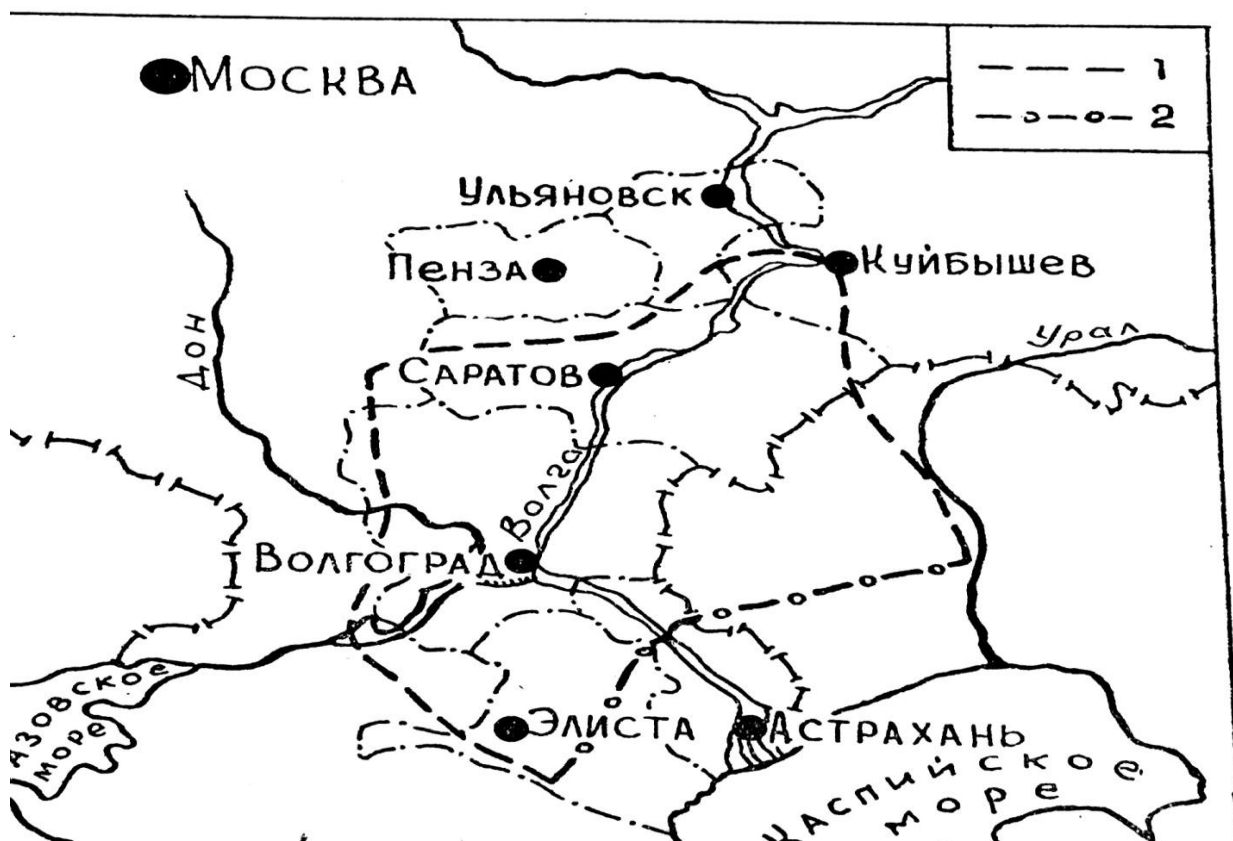 Москва
1
2
Ульяновск
Пенза
Куйбышев
Дон
Саратов
Урал
Волга
Волгоград
Азовское
море
Элиста
Астрахань
Каспийское
море